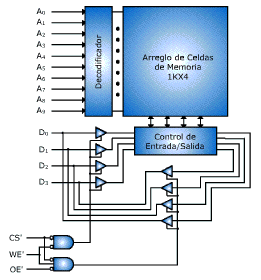 A0
A1
A2
A3
A4
A5
A6
A7
A8
A9
Decodificador
Arreglo de Celdas
de Memoria
1KX4
Control de
Entrada/Salida
D0
D1
D2
D3
CS'
WE'
OE'